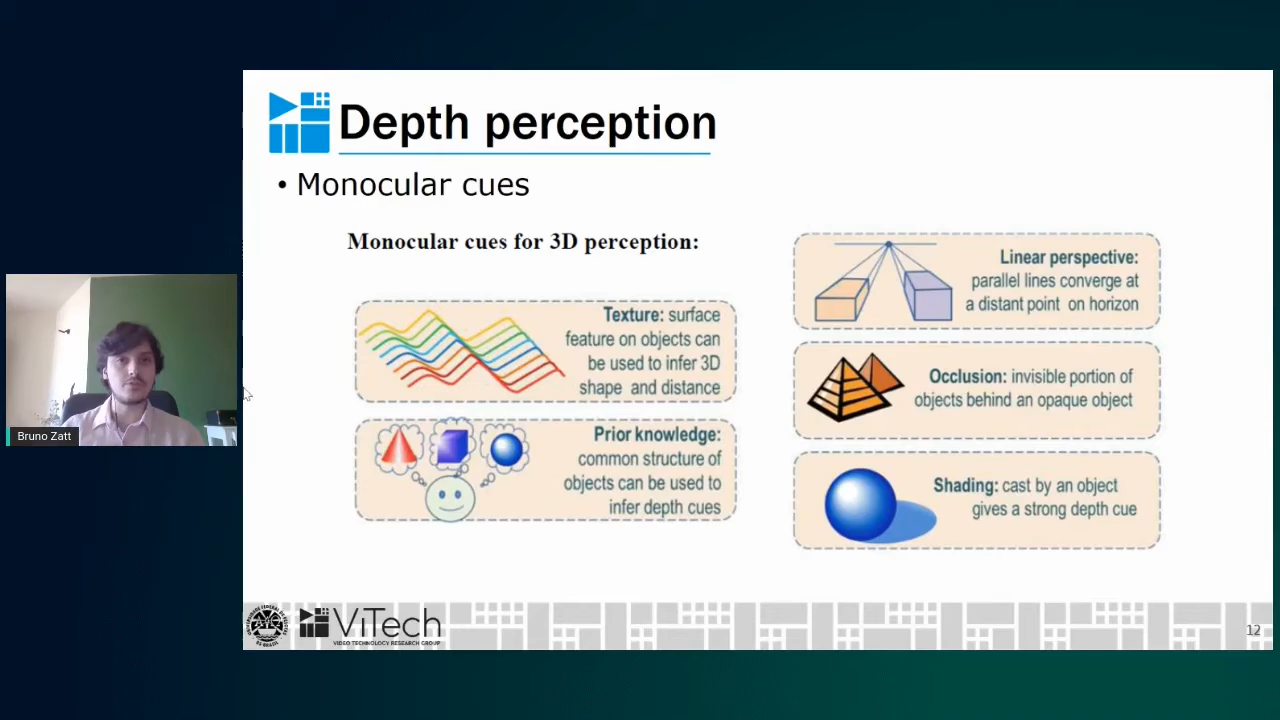 Depth perception
• Monocular cues
Monocular cues for 3D perception:
Texture: surface
feature on objects can
be used to infer 3D
shape and distance
Prior knowledge:
common structure of
objects can be used to
infer depth cues
Linear perspective:
parallel lines converge at
a distant point on horizon
Occlusion: invisible portion of
objects behind an opaque object
Shading: cast by an object
gives a strong depth cue
Bruno Zatt
ViTech
VIDEO TECHNOLOGY RESEARCH GROUP
12